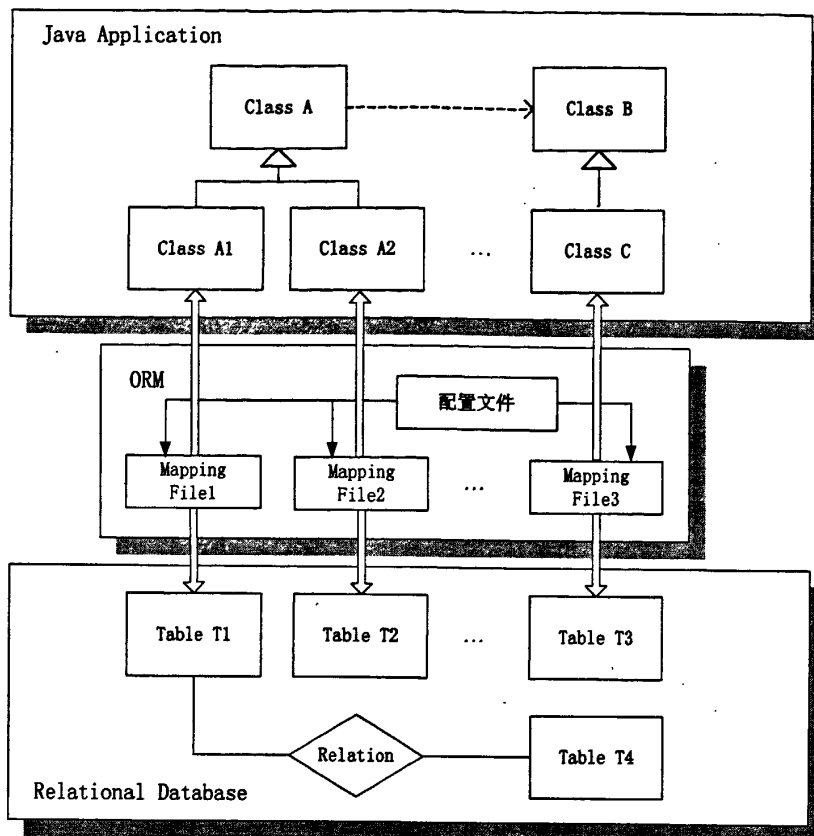 Java Application
Class A
Class B
Class A1
Class A2
...
Class C
ORM
配置文件
Mapping
File1
Mapping
File2
...
Mapping
File3
Table T1
Table T2
...
Table T3
Relation
Table T4
Relational Database